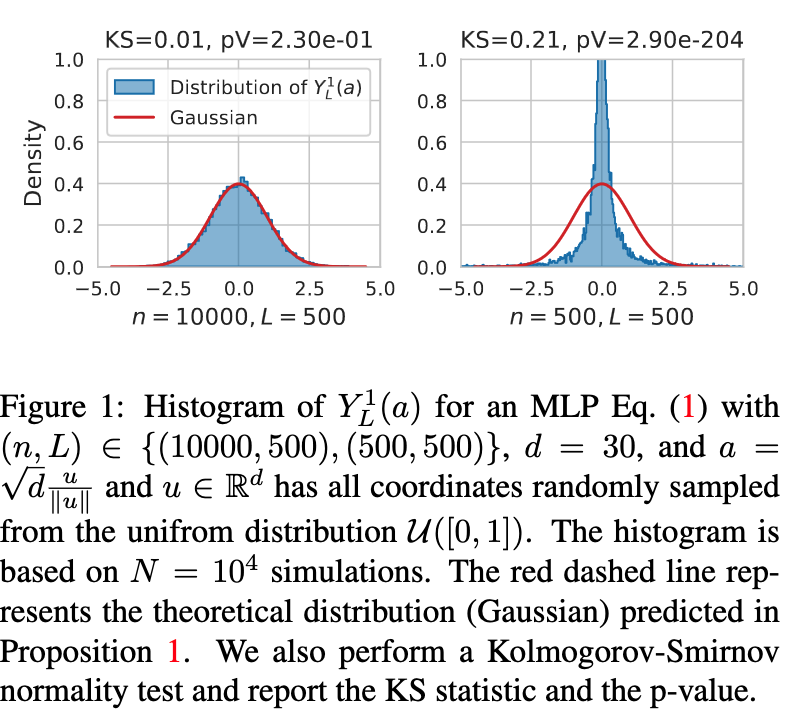 KS=0.01, pV=2.30e-01
KS=0.21, pV=2.90e-204
Density
1.0
0.8
0.6
0.4
0.2
0.0
Distribution of $Y_L^1(a)$
Gaussian
−5.0 −2.5 0.0 2.5 5.0
$n = 10000, L = 500$
1.0
0.8
0.6
0.4
0.2
0.0
−5.0 −2.5 0.0 2.5 5.0
$n = 500, L = 500$
Figure 1: Histogram of $Y_L^1(a)$ for an MLP Eq. (1) with
$(n, L) \in \{(10000, 500), (500, 500)\}$, $d = 30$, and $a =$
$\sqrt{d}\frac{u}{\|u\|}$ and $u \in \mathbb{R}^d$ has all coordinates randomly sampled
from the unifrom distribution $\mathcal{U}([0, 1])$. The histogram is
based on $N = 10^4$ simulations. The red dashed line rep-
resents the theoretical distribution (Gaussian) predicted in
Proposition 1. We also perform a Kolmogorov-Smirnov
normality test and report the KS statistic and the p-value.